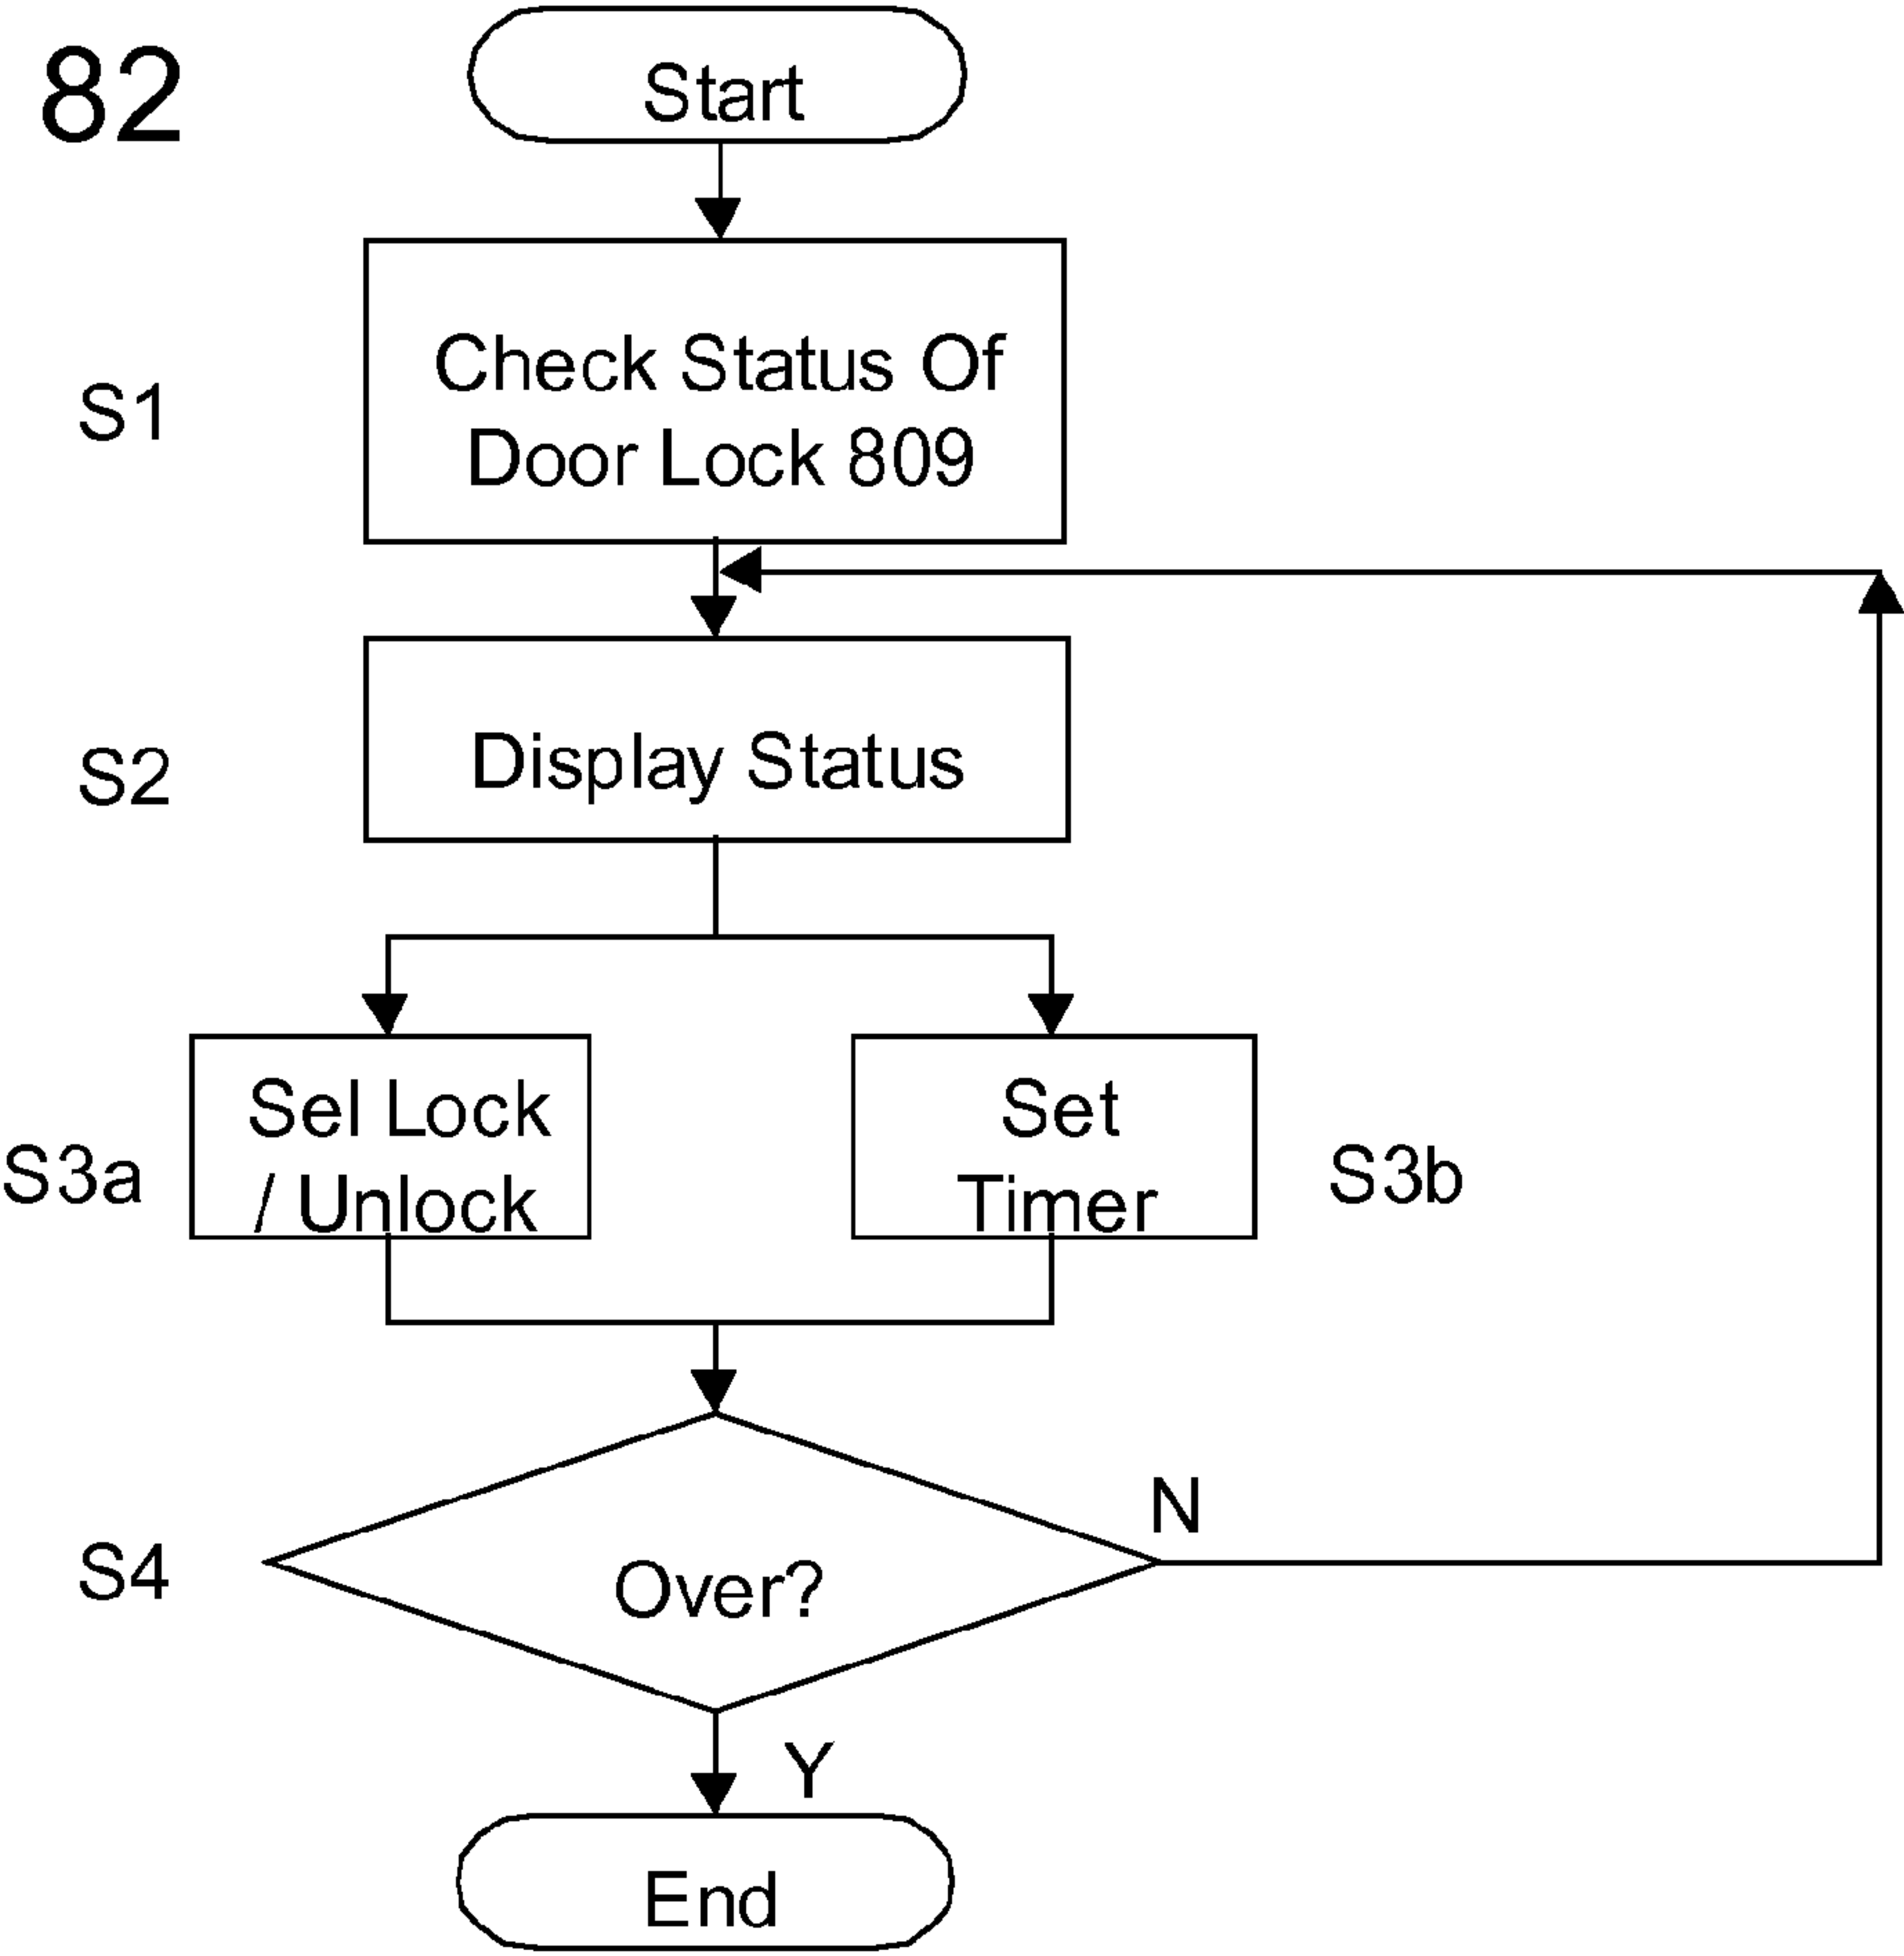 82
Start
S1
Check Status Of
Door Lock 809
S2
Display Status
S3a
Sel Lock
/ Unlock
Set
Timer
S3b
S4
Over?
N
Y
End